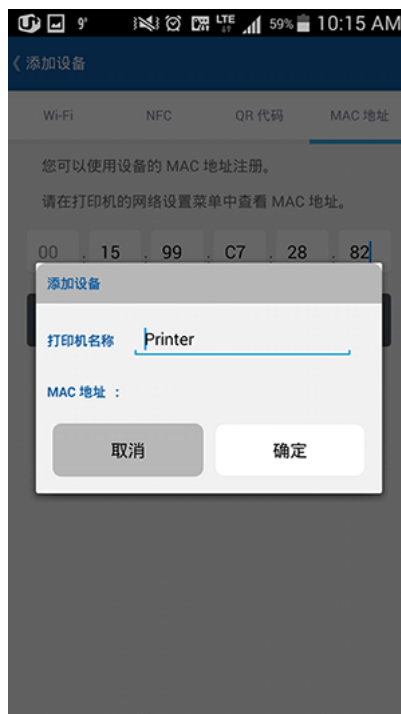 9° LTE 59% 10:15 AM
添加设备
Wi-Fi NFC QR 代码 MAC 地址
您可以使用设备的 MAC 地址注册。
请在打印机的网络设置菜单中查看 MAC 地址。
00 : 15 : 99 : C7 : 28 : 82
添加设备
打印机名称 Printer
MAC 地址 :
取消 确定